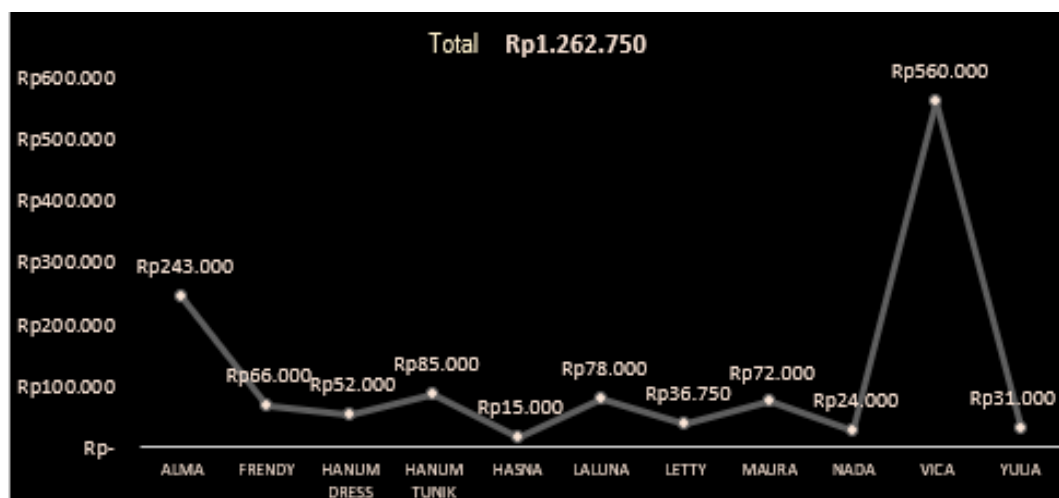 Total Rp1.262.750
Rp600.000
Rp500.000
Rp400.000
Rp300.000
Rp200.000
Rp100.000
Rp-
Rp243.000
Rp66.000
Rp52.000
Rp85.000
Rp15.000
Rp78.000
Rp36.750
Rp72.000
Rp24.000
Rp560.000
Rp31.000
ALMA
FRENDY
HANUM
DRESS
HANUM
TUNIK
HASNA
LALUNA
LETTY
MAURA
NADA
VICA
YULIA